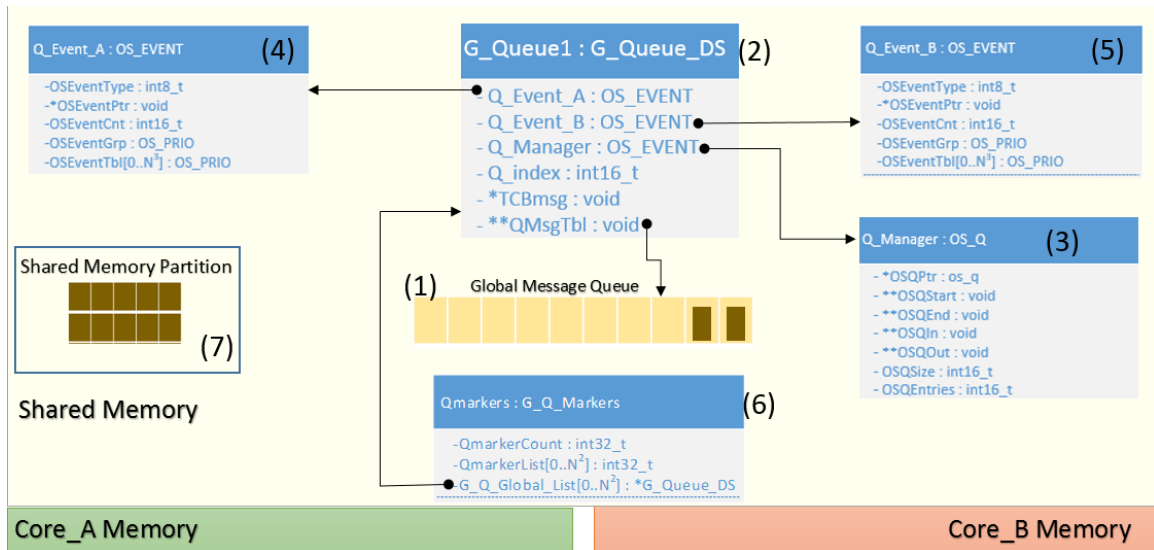 Q_Event_A : OS_EVENT
(4)
-OSEventType : int8_t
-*OSEventPtr : void
-OSEventCnt : int16_t
-OSEventGrp : OS_PRIO
-OSEventTbl[0..N³] : OS_PRIO
G_Queue1 : G_Queue_DS
(2)
- Q_Event_A : OS_EVENT
- Q_Event_B : OS_EVENT
- Q_Manager : OS_EVENT
- Q_index : int16_t
- *TCBmsg : void
- **QMsgTbl : void
Q_Event_B : OS_EVENT
(5)
-OSEventType : int8_t
-*OSEventPtr : void
-OSEventCnt : int16_t
-OSEventGrp : OS_PRIO
-OSEventTbl[0..N³] : OS_PRIO
Q_Manager : OS_Q
(3)
- *OSQPtr : os_q
- **OSQStart : void
- **OSQEnd : void
- **OSQIn : void
- **OSQOut : void
- OSQSize : int16_t
- OSQEntries : int16_t
Shared Memory Partition
(7)
(1)
Global Message Queue
Shared Memory
Qmarkers : G_Q_Markers
(6)
-QmarkerCount : int32_t
-QmarkerList[0..N²] : int32_t
-G_Q_Global_List[0..N²] : *G_Queue_DS
Core_A Memory
Core_B Memory